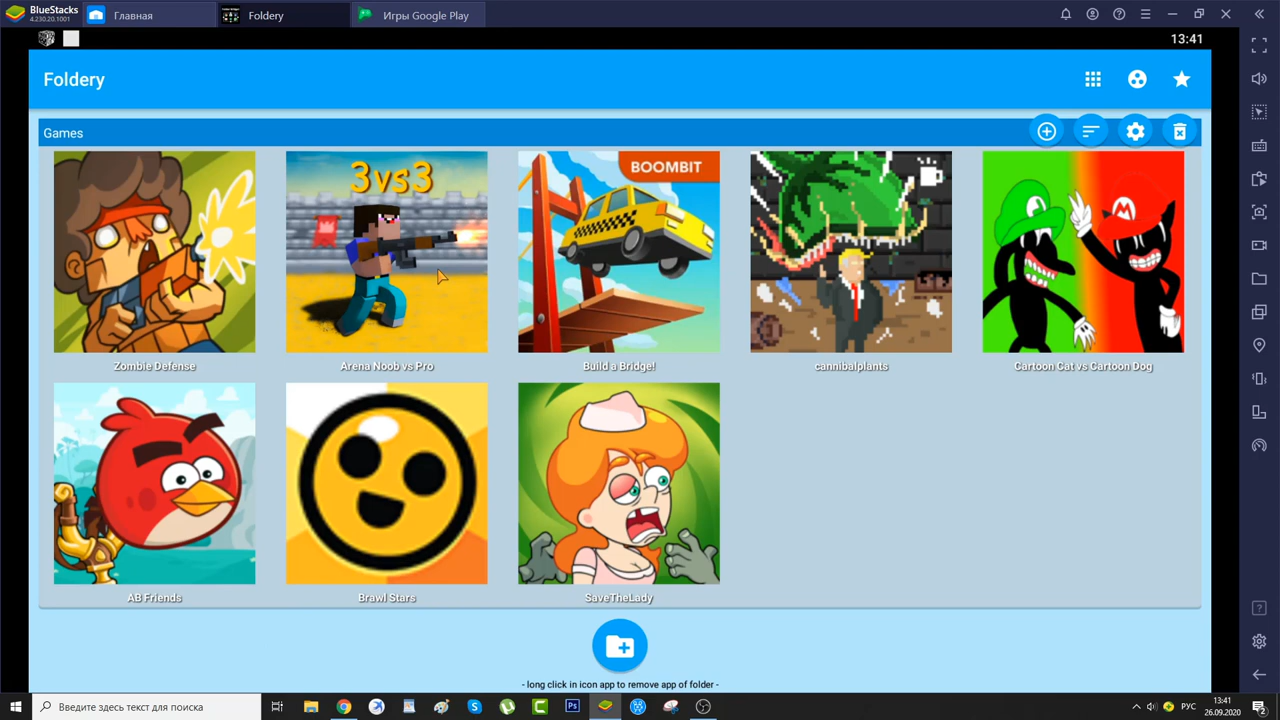 BlueStacks
4.230.20.1001
Главная
Foldery
Игры Google Play
13:41
Foldery
Games
3vs3
BOOMBIT
Zombie Defense
Arena Noob vs Pro
Build a Bridge!
cannibalplants
Cartoon Cat vs Cartoon Dog
AB Friends
Brawl Stars
SaveTheLady
- long click in icon app to remove app of folder -
Введите здесь текст для поиска
Ps
РУС
13:41
26.09.2020
2